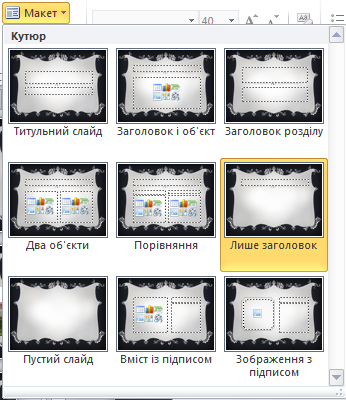 Макет
40
Кутюр
Титульний слайд
Заголовок і об'єкт
Заголовок розділу
Два об'єкти
Порівняння
Лише заголовок
Пустий слайд
Вміст із підписом
Зображення з
підписом